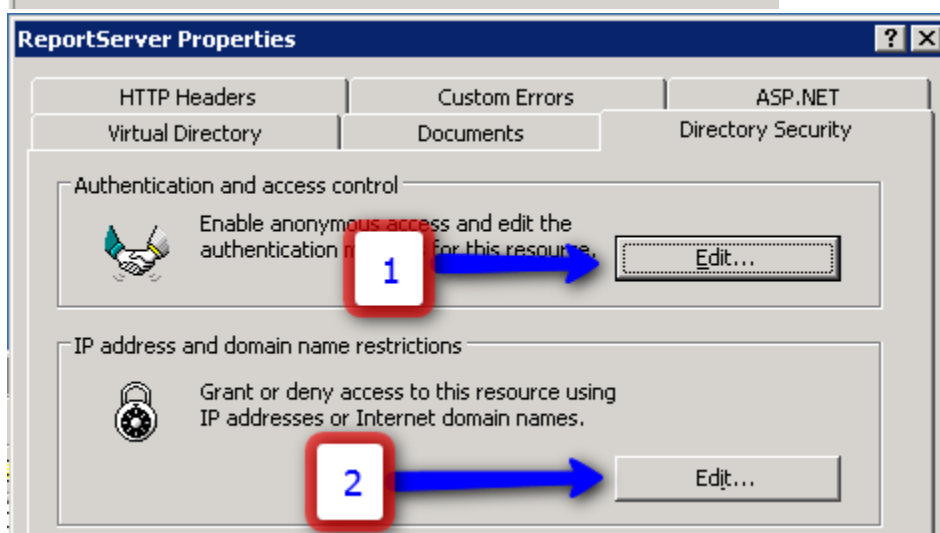 ReportServer Properties
HTTP Headers
Custom Errors
ASP.NET
Virtual Directory
Documents
Directory Security
Authentication and access control
Enable anonymous access and edit the
authentication for this resource.
1
Edit...
IP address and domain name restrictions
Grant or deny access to this resource using
IP addresses or Internet domain names.
2
Edit...